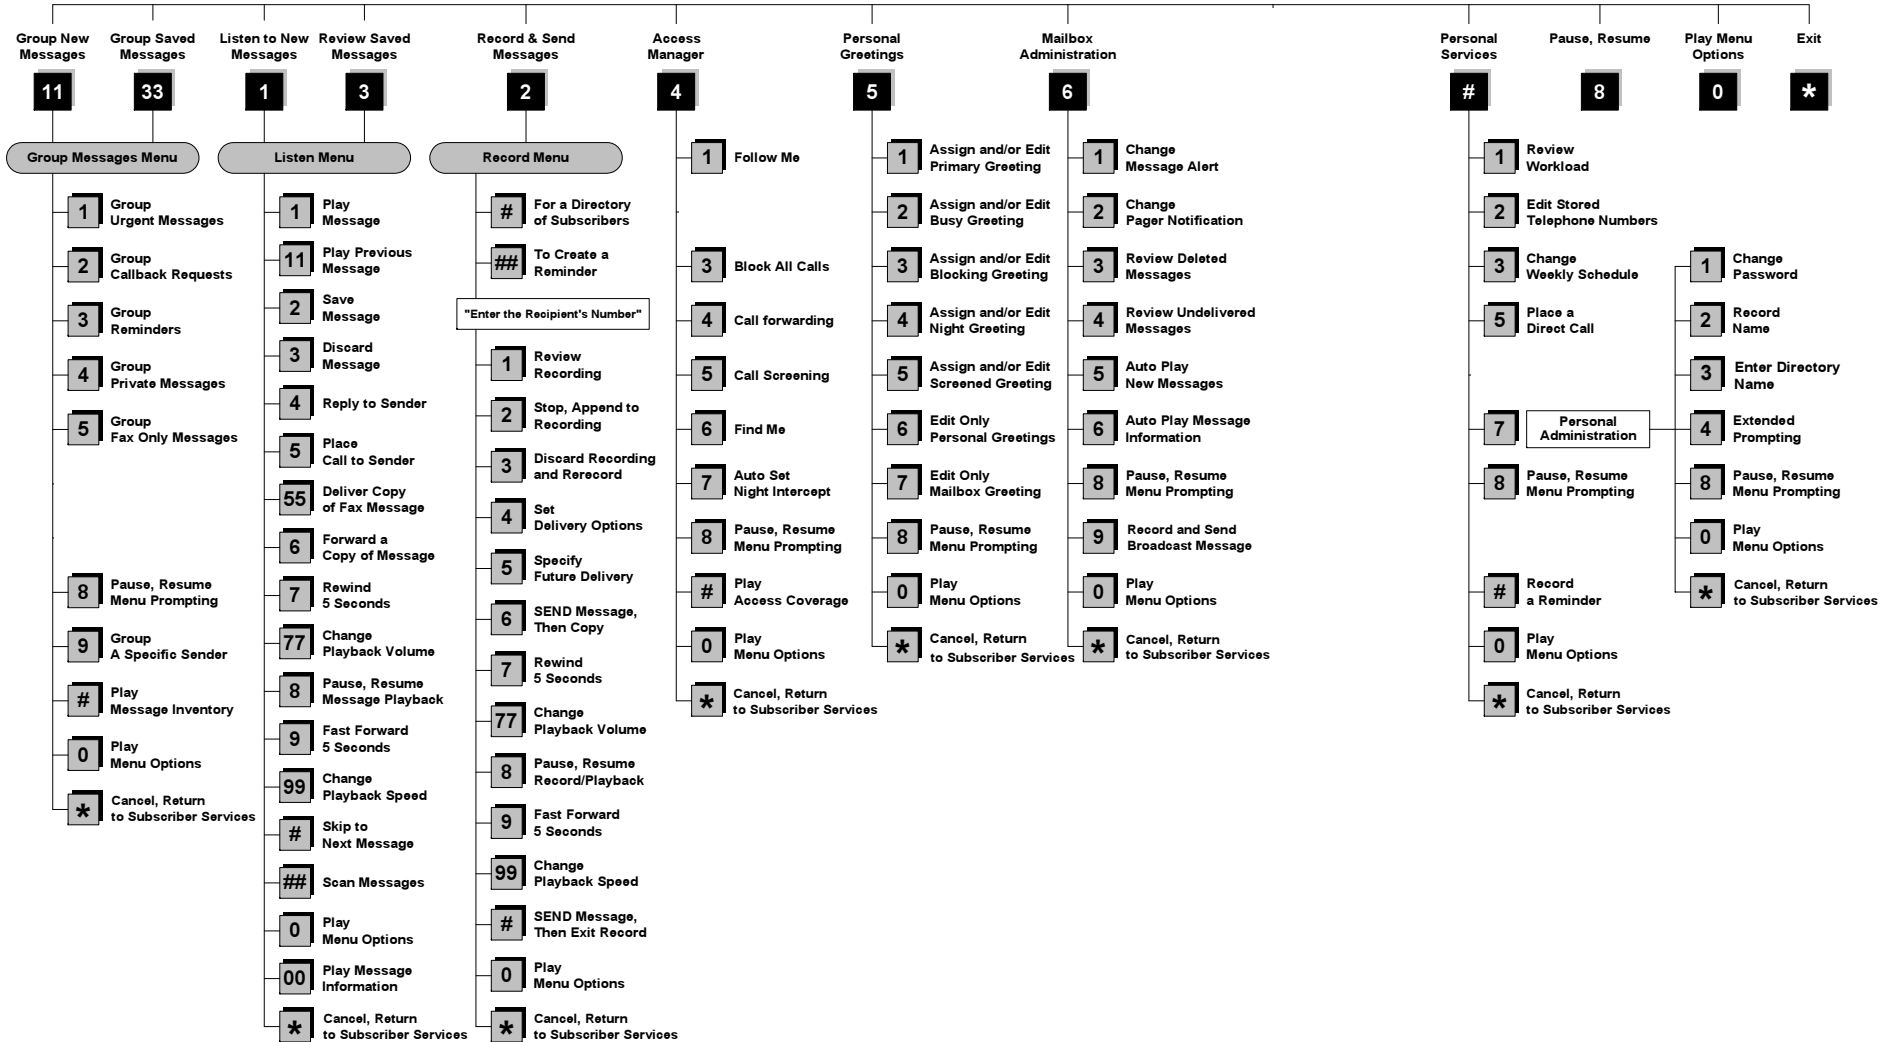 Group New
Messages
11
Group Saved
Messages
33
Listen to New
Messages
1
Review Saved
Messages
3
Record & Send
Messages
2
Access
Manager
4
Personal
Greetings
5
Mailbox
Administration
6
Personal
Services
#
Pause, Resume
8
Play Menu
Options
0
Exit
*
Group Messages Menu
1
Group
Urgent Messages
2
Group
Callback Requests
3
Group
Reminders
4
Group
Private Messages
5
Group
Fax Only Messages
8
Pause, Resume
Menu Prompting
9
Group
A Specific Sender
#
Play
Message Inventory
0
Play
Menu Options
*
Cancel, Return
to Subscriber Services
Listen Menu
1
Play
Message
11
Play Previous
Message
2
Save
Message
3
Discard
Message
4
Reply to Sender
5
Place
Call to Sender
55
Deliver Copy
of Fax Message
6
Forward a
Copy of Message
7
Rewind
5 Seconds
77
Change
Playback Volume
8
Pause, Resume
Message Playback
9
Fast Forward
5 Seconds
99
Change
Playback Speed
#
Skip to
Next Message
##
Scan Messages
0
Play
Menu Options
00
Play Message
Information
*
Cancel, Return
to Subscriber Services
Record Menu
#
For a Directory
of Subscribers
##
To Create a
Reminder
"Enter the Recipient's Number"
1
Review
Recording
2
Stop, Append to
Recording
3
Discard Recording
and Rerecord
4
Set
Delivery Options
5
Specify
Future Delivery
6
SEND Message,
Then Copy
7
Rewind
5 Seconds
77
Change
Playback Volume
8
Pause, Resume
Record/Playback
9
Fast Forward
5 Seconds
99
Change
Playback Speed
#
SEND Message,
Then Exit Record
0
Play
Menu Options
*
Cancel, Return
to Subscriber Services
1
Follow Me
3
Block All Calls
4
Call forwarding
5
Call Screening
6
Find Me
7
Auto Set
Night Intercept
8
Pause, Resume
Menu Prompting
#
Play
Access Coverage
0
Play
Menu Options
*
Cancel, Return
to Subscriber Services
1
Assign and/or Edit
Primary Greeting
2
Assign and/or Edit
Busy Greeting
3
Assign and/or Edit
Blocking Greeting
4
Assign and/or Edit
Night Greeting
5
Assign and/or Edit
Screened Greeting
6
Edit Only
Personal Greetings
7
Edit Only
Mailbox Greeting
8
Pause, Resume
Menu Prompting
0
Play
Menu Options
*
Cancel, Return
to Subscriber Services
1
Change
Message Alert
2
Change
Pager Notification
3
Review Deleted
Messages
4
Review Undelivered
Messages
5
Auto Play
New Messages
6
Auto Play Message
Information
8
Pause, Resume
Menu Prompting
9
Record and Send
Broadcast Message
0
Play
Menu Options
*
Cancel, Return
to Subscriber Services
1
Review
Workload
2
Edit Stored
Telephone Numbers
3
Change
Weekly Schedule
5
Place a
Direct Call
7
Personal
Administration
8
Pause, Resume
Menu Prompting
#
Record
a Reminder
0
Play
Menu Options
*
Cancel, Return
to Subscriber Services
1
Change
Password
2
Record
Name
3
Enter Directory
Name
4
Extended
Prompting
8
Pause, Resume
Menu Prompting
0
Play
Menu Options
*
Cancel, Return
to Subscriber Services